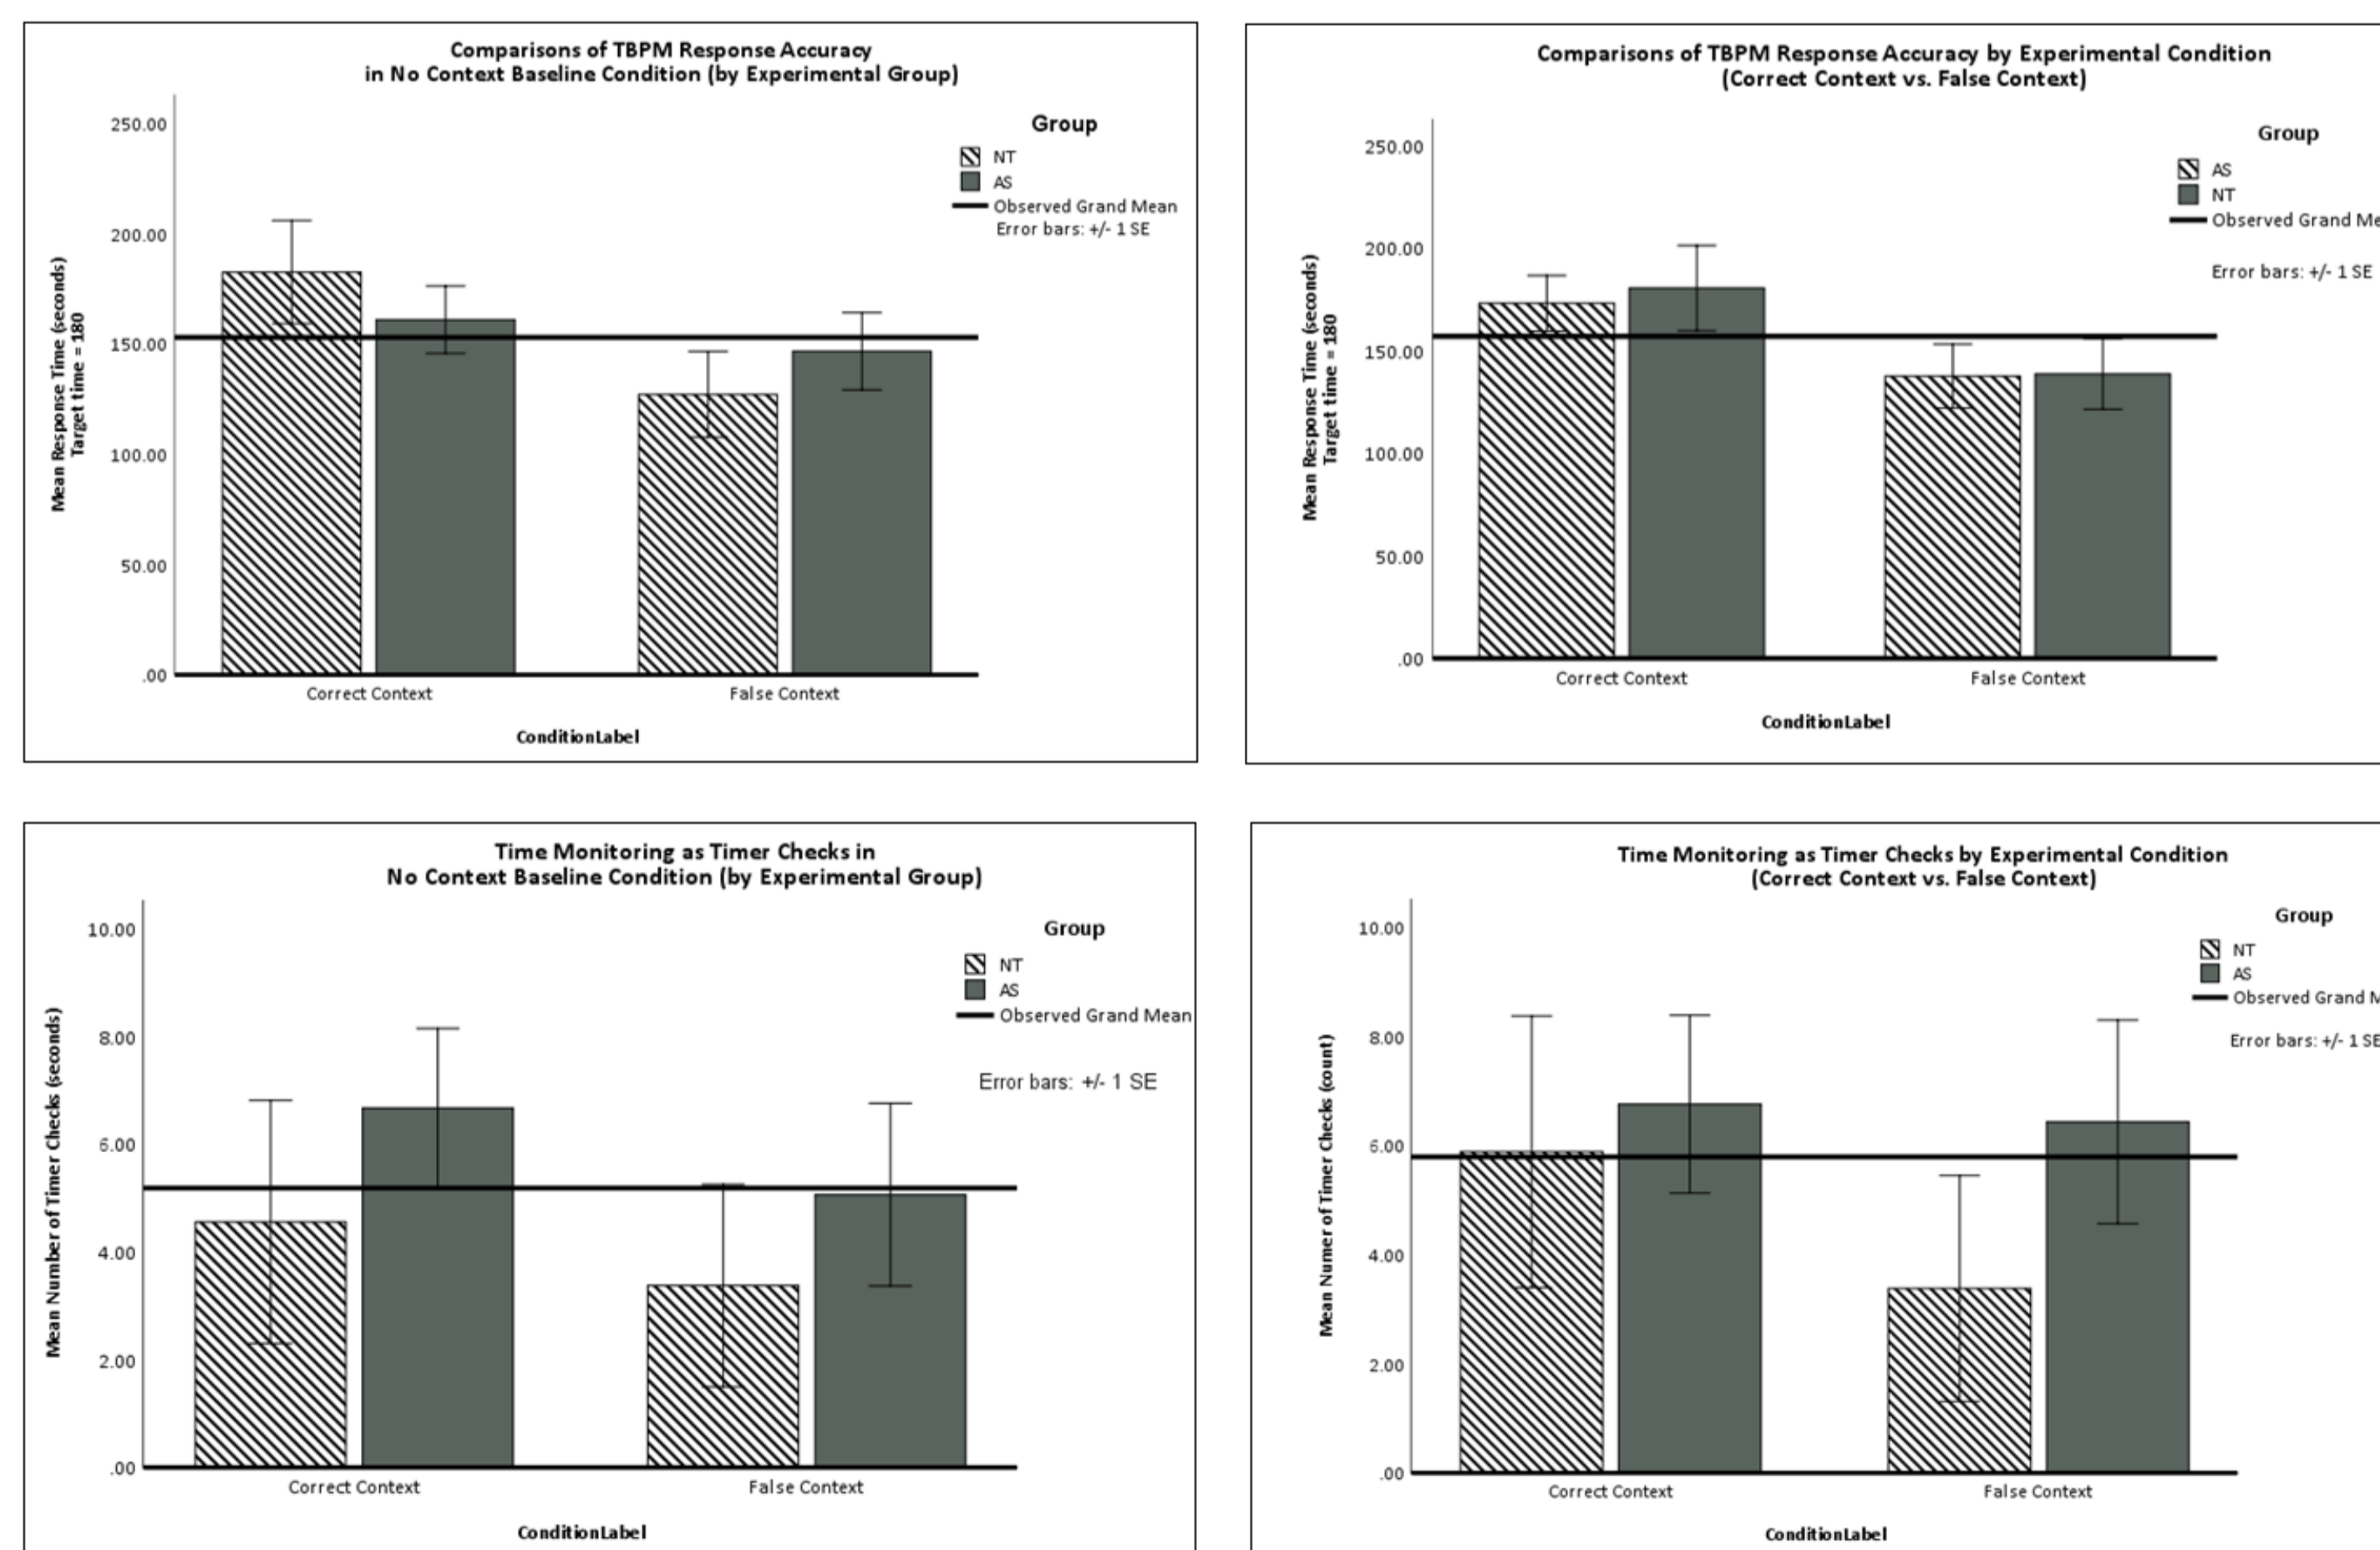 Comparisons of TBPM Response Accuracy
in No Context Baseline Condition (by Experimental Group)
250.00
200.00
150.00
100.00
50.00
.00
Mean Response Time (seconds)
Target time = 180
Group
NT
AS
Observed Grand Mean
Error bars: +/- 1 SE
Correct Context
False Context
ConditionLabel
Comparisons of TBPM Response Accuracy by Experimental Condition
(Correct Context vs. False Context)
250.00
200.00
150.00
100.00
50.00
.00
Mean Response Time (seconds)
Target time = 180
Group
AS
NT
Observed Grand Me
Error bars: +/- 1 SE
Correct Context
False Context
ConditionLabel
Time Monitoring as Timer Checks in
No Context Baseline Condition (by Experimental Group)
10.00
8.00
6.00
4.00
2.00
.00
Mean Number of Timer Checks (seconds)
Group
NT
AS
Observed Grand Mean
Error bars: +/- 1 SE
Correct Context
False Context
ConditionLabel
Time Monitoring as Timer Checks by Experimental Condition
(Correct Context vs. False Context)
10.00
8.00
6.00
4.00
2.00
.00
Mean Numer of Timer Checks (count)
Group
NT
AS
Observed Grand M
Error bars: +/- 1 SE
Correct Context
False Context
ConditionLabel